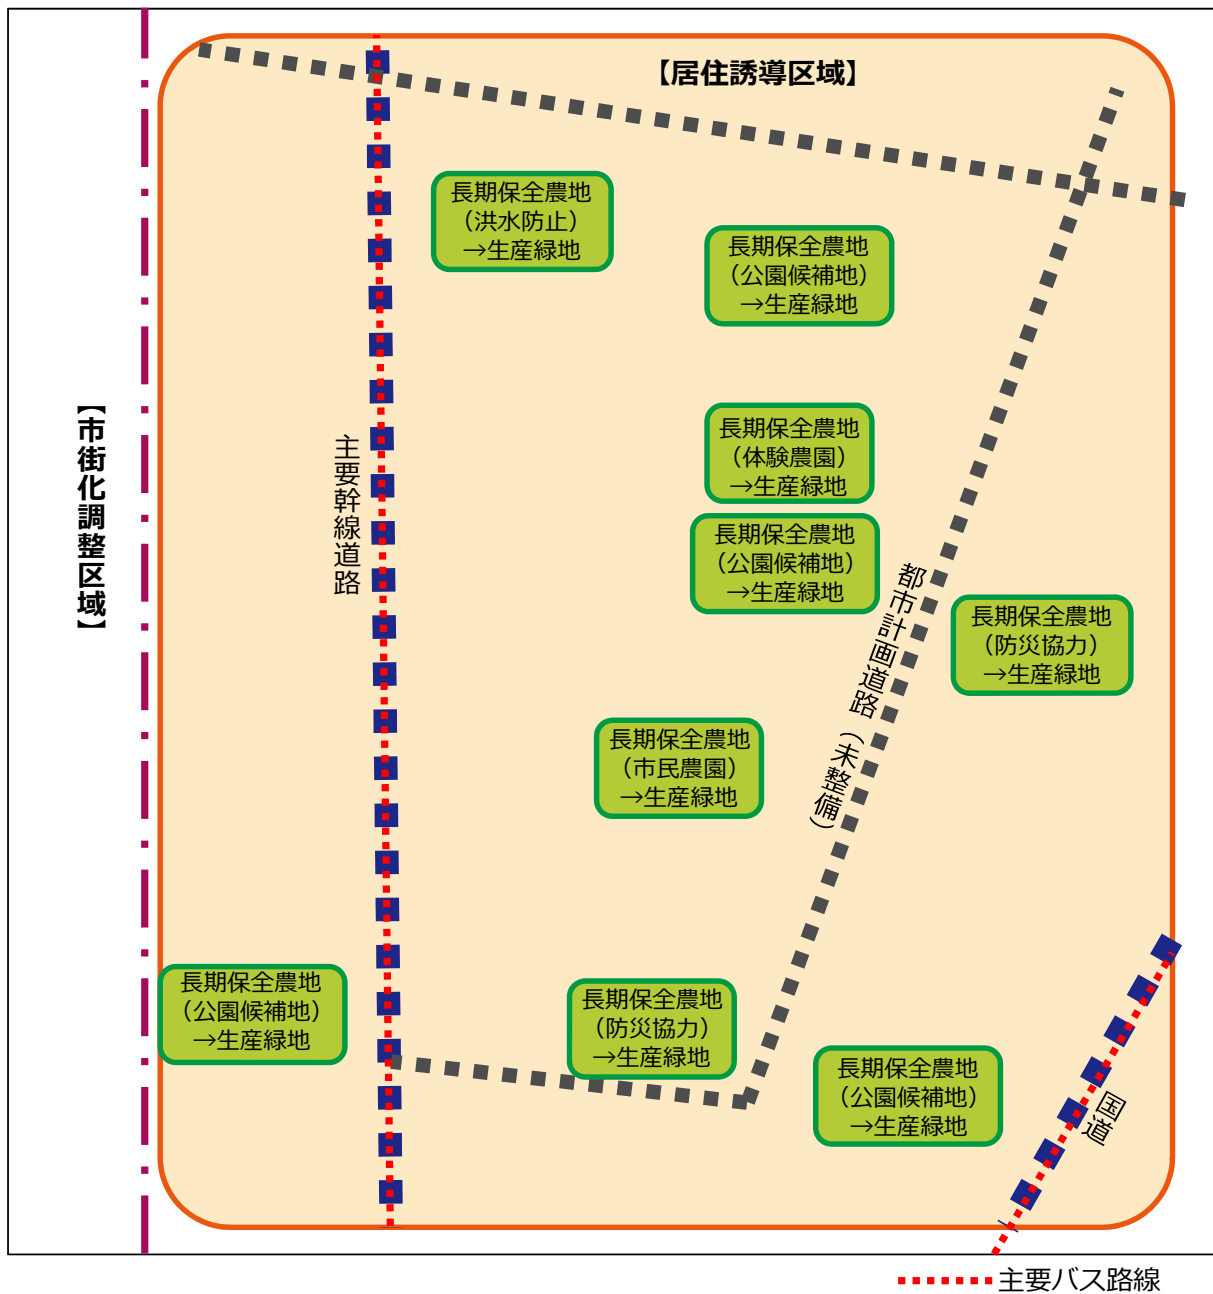 【居住誘導区域】
長期保全農地
（洪水防止）
→生産緑地
長期保全農地
（公園候補地）
→生産緑地
【市街化調整区域】
主要幹線道路
長期保全農地
（体験農園）
→生産緑地
長期保全農地
（公園候補地）
→生産緑地
都市計画道路（未整備）
長期保全農地
（防災協力）
→生産緑地
長期保全農地
（市民農園）
→生産緑地
長期保全農地
（公園候補地）
→生産緑地
長期保全農地
（防災協力）
→生産緑地
長期保全農地
（公園候補地）
→生産緑地
国道
主要バス路線